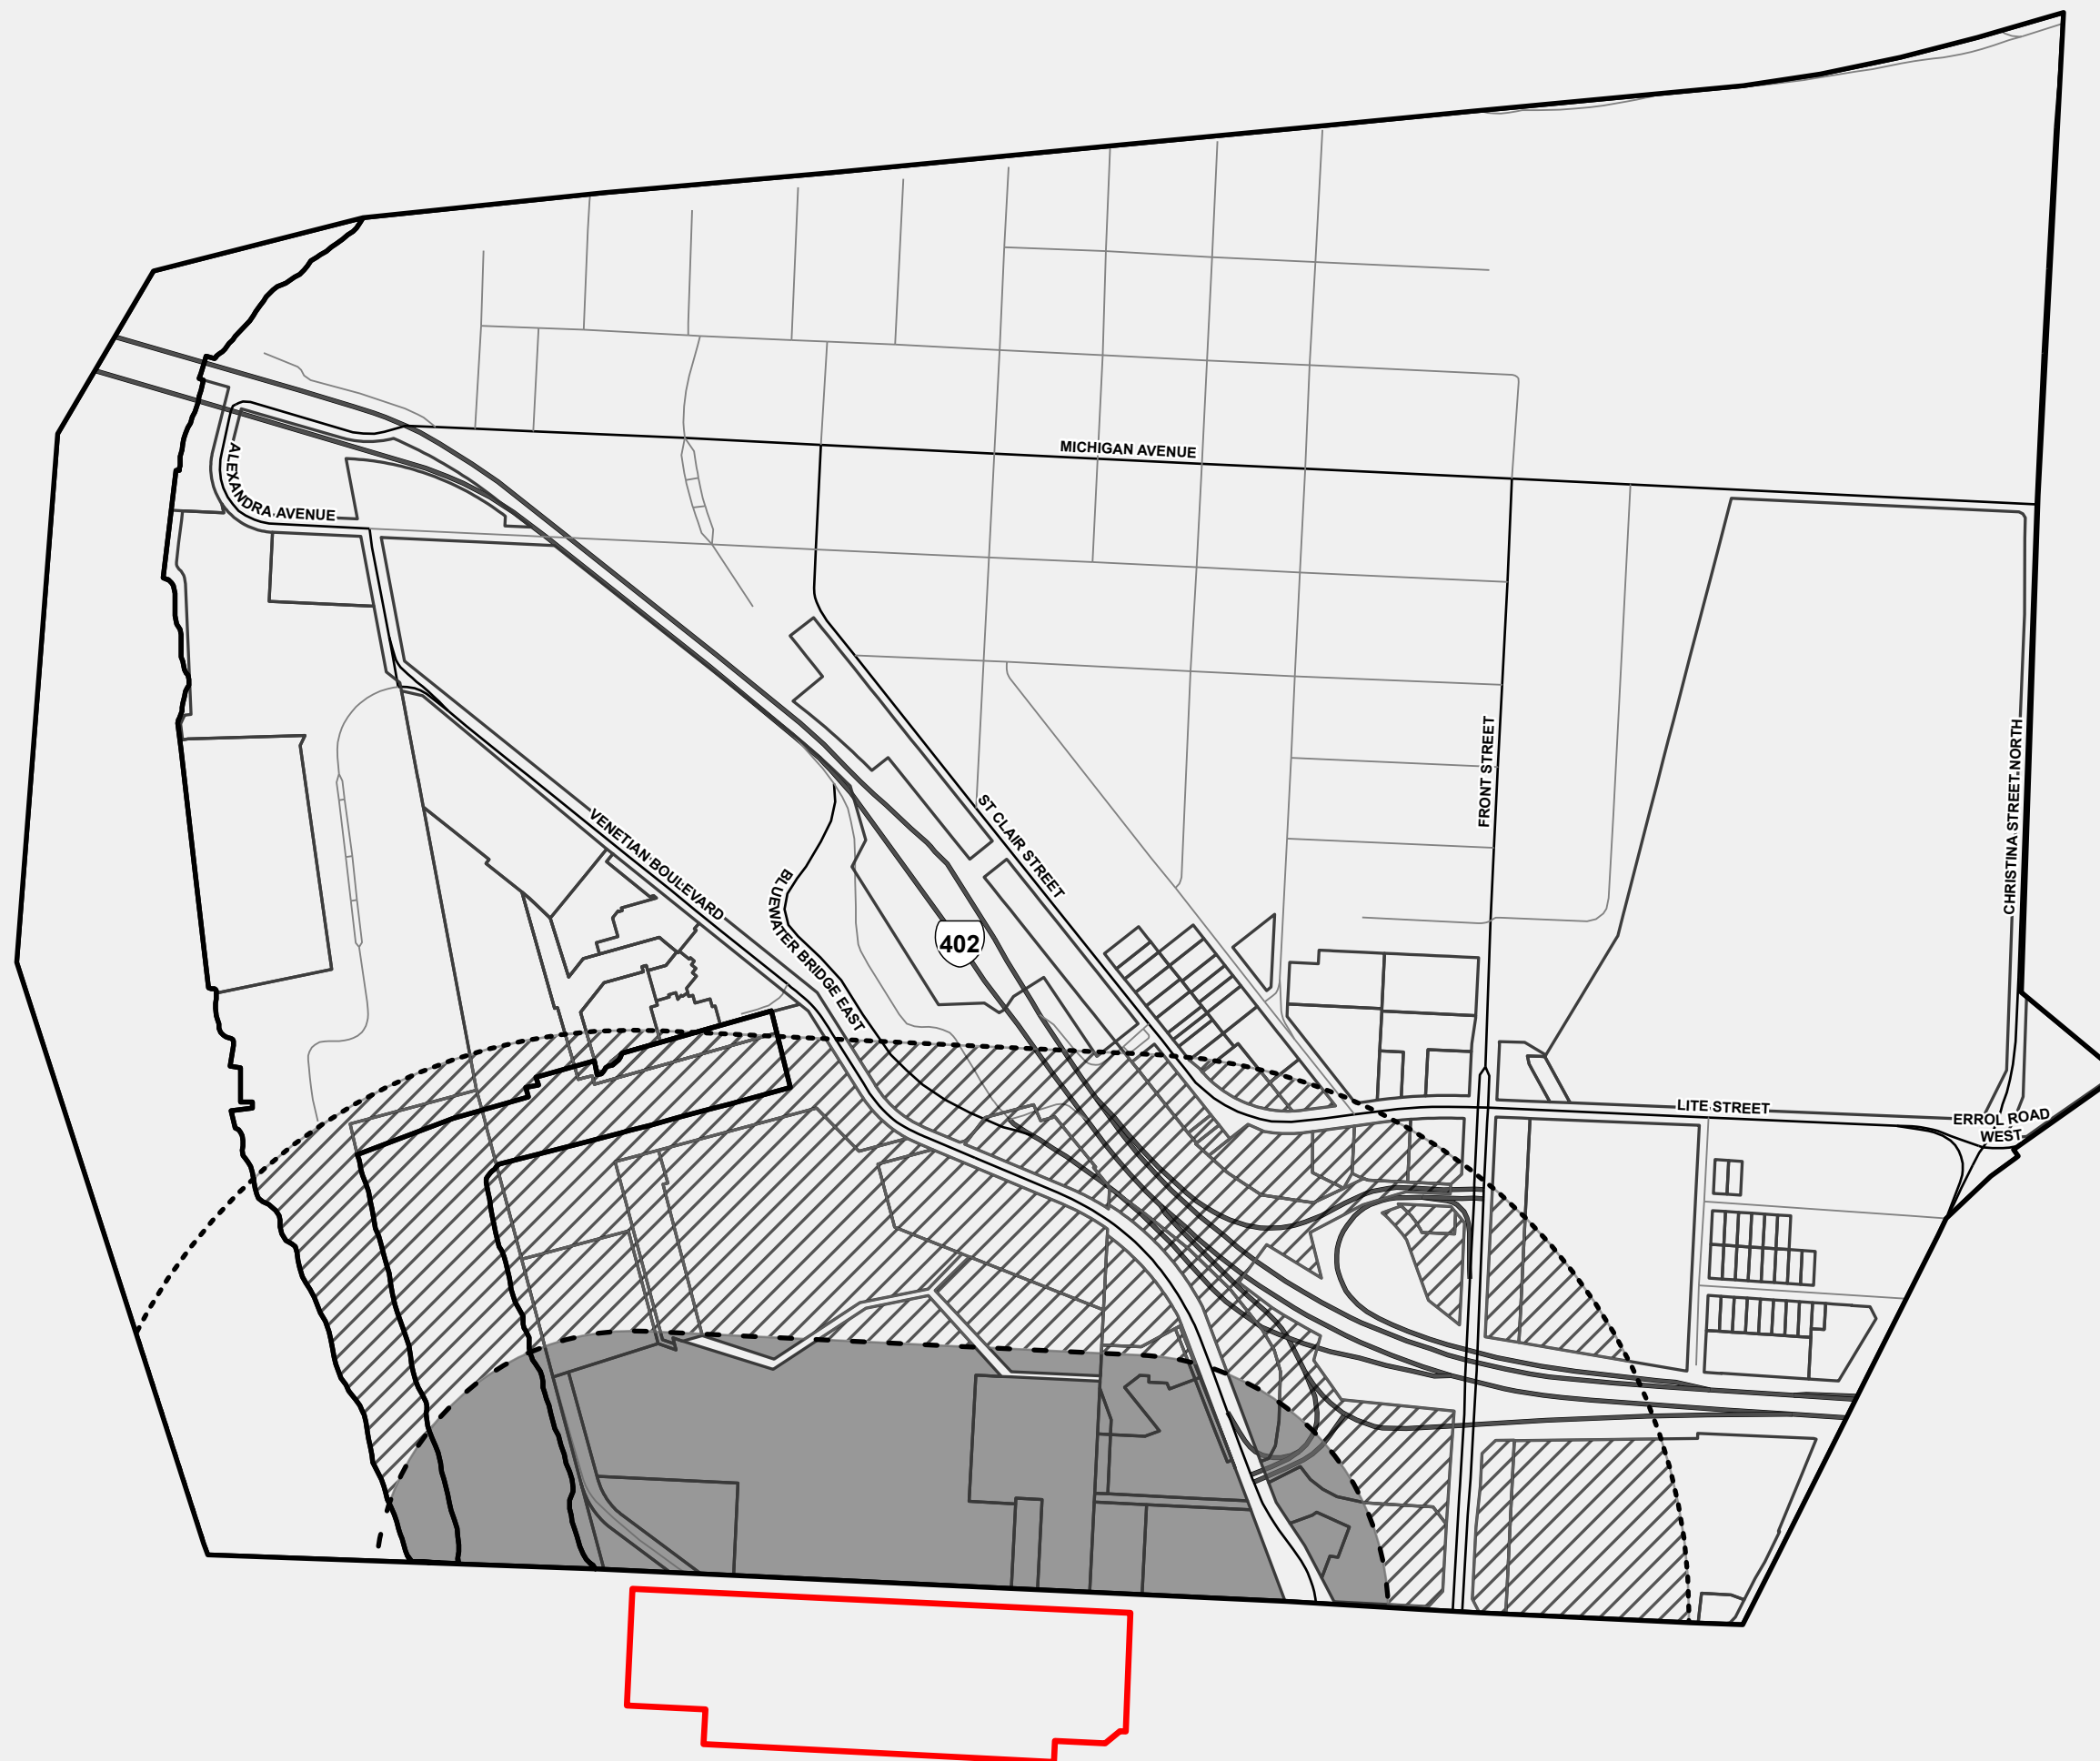 MICHIGAN AVENUE
ALEXANDRA AVENUE
FRONT STREET
CHRISTINA STREET NORTH
ST CLAIR STREET
VENETIAN BOULEVARD
BLUEWATER BRIDGE EAST
402
LITE STREET
ERROL ROAD
WEST